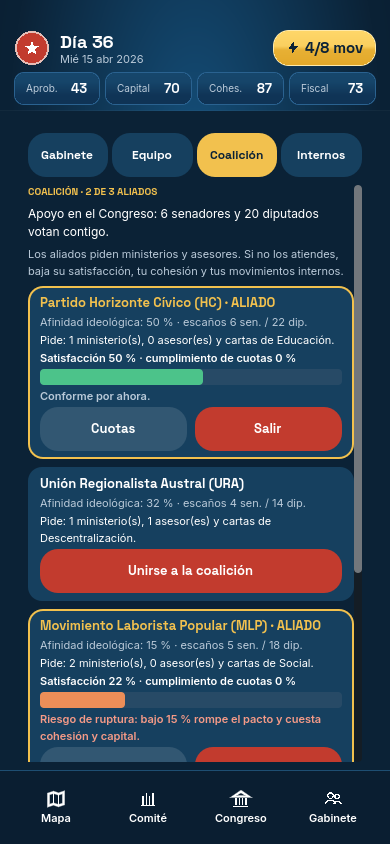 Día 36
Mié 15 abr 2026
4/8 mov
Aprob. 43
Capital 70
Cohes. 87
Fiscal 73
Gabinete
Equipo
Coalición
Internos
COALICIÓN · 2 DE 3 ALIADOS
Apoyo en el Congreso: 6 senadores y 20 diputados
votan contigo.
Los aliados piden ministerios y asesores. Si no los atiendes,
baja su satisfacción, tu cohesión y tus movimientos internos.
Partido Horizonte Cívico (HC) · ALIADO
Afinidad ideológica: 50 % · escaños 6 sen. / 22 dip.
Pide: 1 ministerio(s), 0 asesor(es) y cartas de Educación.
Satisfacción 50 % · cumplimiento de cuotas 0 %
Conforme por ahora.
Cuotas
Salir
Unión Regionalista Austral (URA)
Afinidad ideológica: 32 % · escaños 4 sen. / 14 dip.
Pide: 1 ministerio(s), 1 asesor(es) y cartas de
Descentralización.
Unirse a la coalición
Movimiento Laborista Popular (MLP) · ALIADO
Afinidad ideológica: 15 % · escaños 5 sen. / 18 dip.
Pide: 2 ministerio(s), 0 asesor(es) y cartas de Social.
Satisfacción 22 % · cumplimiento de cuotas 0 %
Riesgo de ruptura: bajo 15 % rompe el pacto y cuesta
cohesión y capital.
Mapa
Comité
Congreso
Gabinete